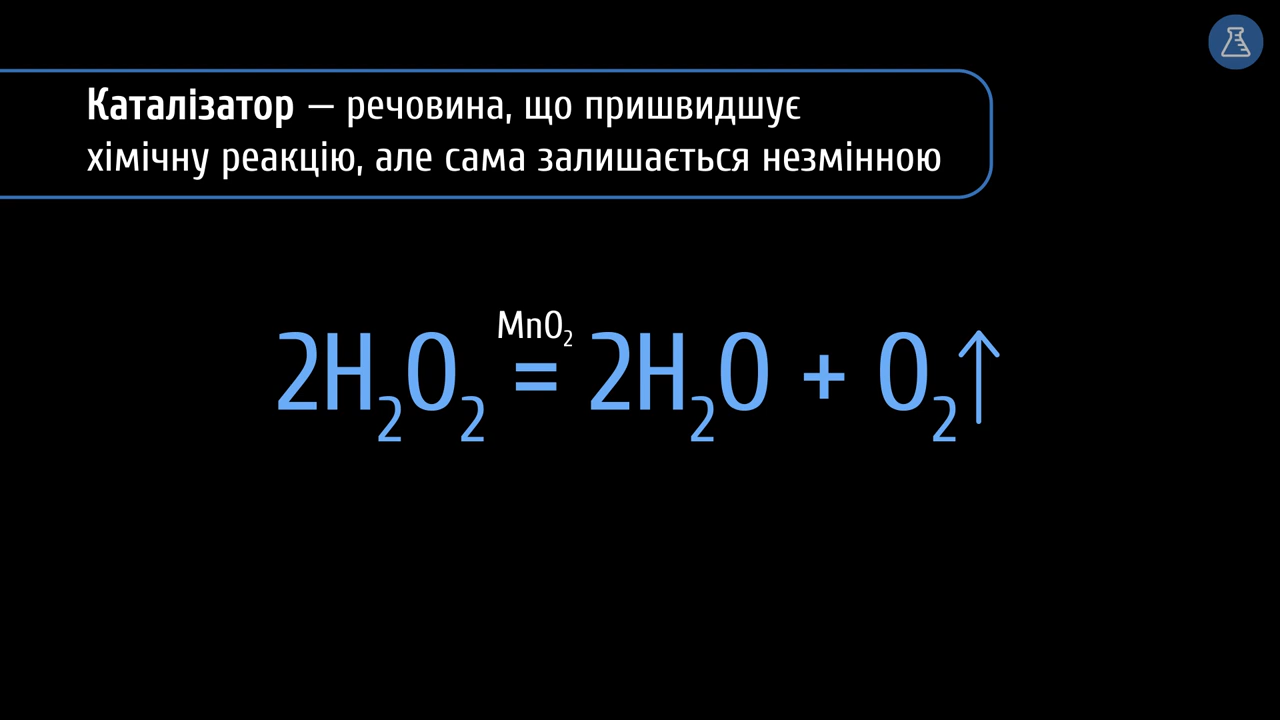 Каталізатор — речовина, що пришвидшує
хімічну реакцію, але сама залишається незмінною
MnO₂
2H₂O₂ = 2H₂O + O₂↑